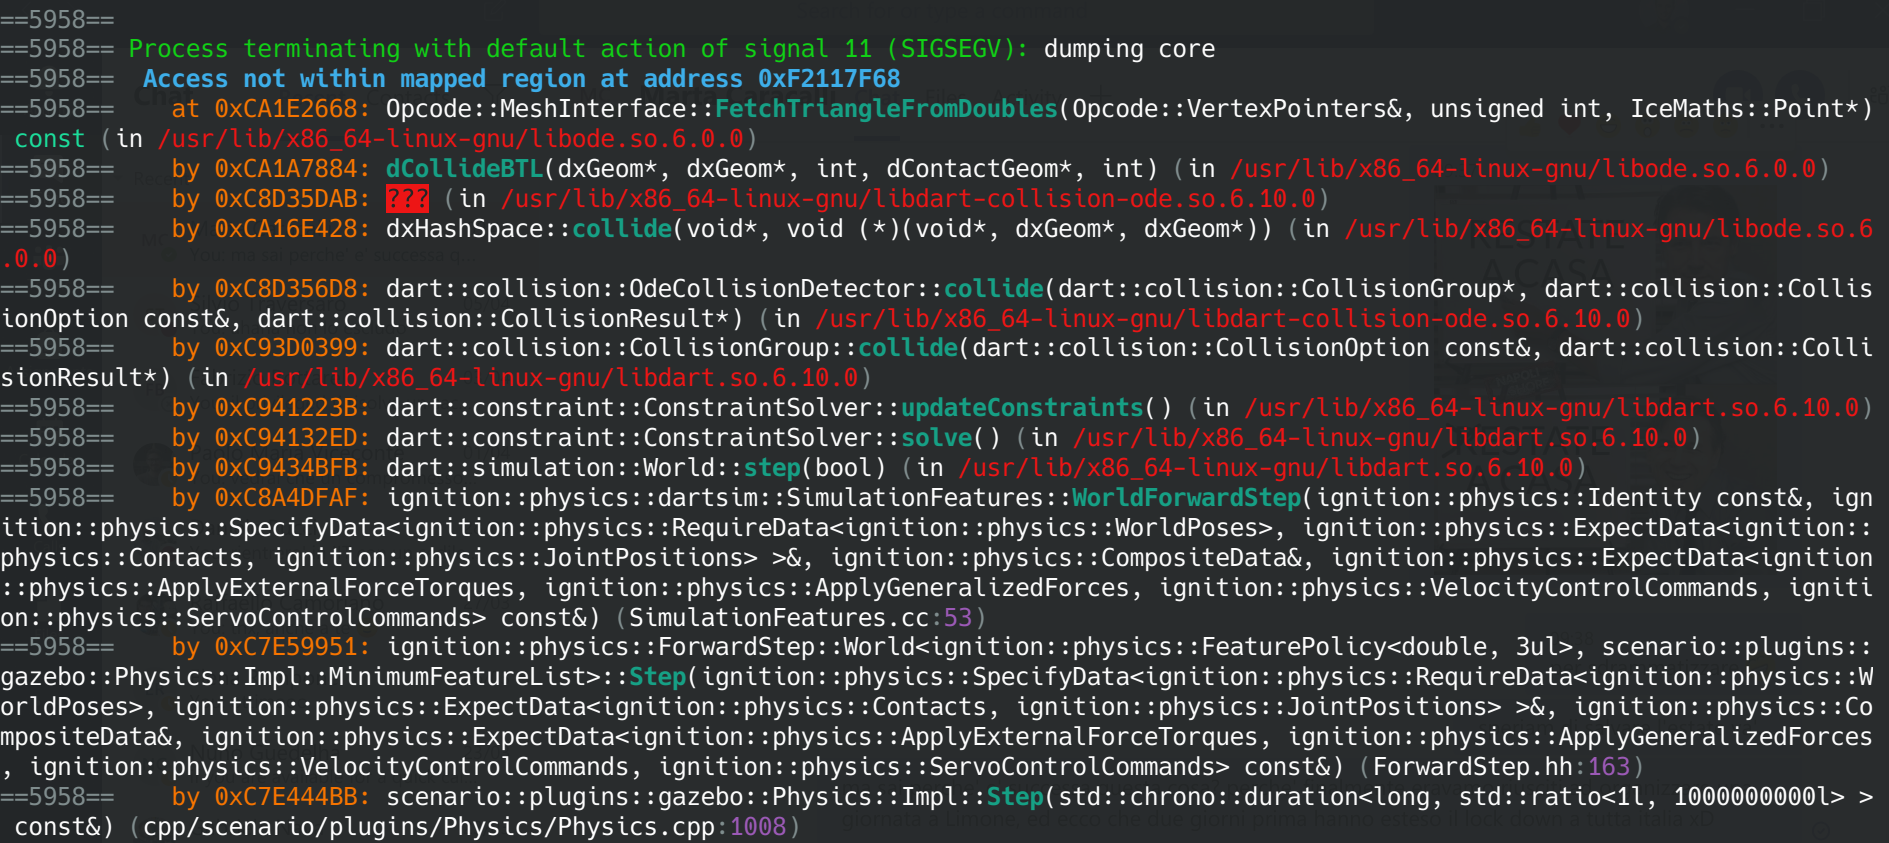 ==5958==
==5958== Process terminating with default action of signal 11 (SIGSEGV): dumping core
==5958==  Access not within mapped region at address 0xF2117F68
==5958==    at 0xCA1E2668: Opcode::MeshInterface::FetchTriangleFromDoubles(Opcode::VertexPointers&, unsigned int, IceMaths::Point*)
 const (in /usr/lib/x86_64-linux-gnu/libode.so.6.0.0)
==5958==    by 0xCA1A7884: dCollideBTL(dxGeom*, dxGeom*, int, dContactGeom*, int) (in /usr/lib/x86_64-linux-gnu/libode.so.6.0.0)
==5958==    by 0xC8D35DAB: ??? (in /usr/lib/x86_64-linux-gnu/libdart-collision-ode.so.6.10.0)
==5958==    by 0xCA16E428: dxHashSpace::collide(void*, void (*)(void*, dxGeom*, dxGeom*)) (in /usr/lib/x86_64-linux-gnu/libode.so.6
.0.0)
==5958==    by 0xC8D356D8: dart::collision::OdeCollisionDetector::collide(dart::collision::CollisionGroup*, dart::collision::Collis
ionOption const&, dart::collision::CollisionResult*) (in /usr/lib/x86_64-linux-gnu/libdart-collision-ode.so.6.10.0)
==5958==    by 0xC93D0399: dart::collision::CollisionGroup::collide(dart::collision::CollisionOption const&, dart::collision::Colli
sionResult*) (in /usr/lib/x86_64-linux-gnu/libdart.so.6.10.0)
==5958==    by 0xC941223B: dart::constraint::ConstraintSolver::updateConstraints() (in /usr/lib/x86_64-linux-gnu/libdart.so.6.10.0)
==5958==    by 0xC94132ED: dart::constraint::ConstraintSolver::solve() (in /usr/lib/x86_64-linux-gnu/libdart.so.6.10.0)
==5958==    by 0xC9434BFB: dart::simulation::World::step(bool) (in /usr/lib/x86_64-linux-gnu/libdart.so.6.10.0)
==5958==    by 0xC8A4DFAF: ignition::physics::dartsim::SimulationFeatures::WorldForwardStep(ignition::physics::Identity const&, ign
ition::physics::SpecifyData<ignition::physics::RequireData<ignition::physics::WorldPoses>, ignition::physics::ExpectData<ignition::
physics::Contacts, ignition::physics::JointPositions> >&, ignition::physics::CompositeData&, ignition::physics::ExpectData<ignition
::physics::ApplyExternalForceTorques, ignition::physics::ApplyGeneralizedForces, ignition::physics::VelocityControlCommands, igniti
on::physics::ServoControlCommands> const&) (SimulationFeatures.cc:53)
==5958==    by 0xC7E59951: ignition::physics::ForwardStep::World<ignition::physics::FeaturePolicy<double, 3ul>, scenario::plugins::
gazebo::Physics::Impl::MinimumFeatureList>::Step(ignition::physics::SpecifyData<ignition::physics::RequireData<ignition::physics::W
orldPoses>, ignition::physics::ExpectData<ignition::physics::Contacts, ignition::physics::JointPositions> >&, ignition::physics::Co
mpositeData&, ignition::physics::ExpectData<ignition::physics::ApplyExternalForceTorques, ignition::physics::ApplyGeneralizedForces
, ignition::physics::VelocityControlCommands, ignition::physics::ServoControlCommands> const&) (ForwardStep.hh:163)
==5958==    by 0xC7E444BB: scenario::plugins::gazebo::Physics::Impl::Step(std::chrono::duration<long, std::ratio<1l, 1000000000l> >
 const&) (cpp/scenario/plugins/Physics/Physics.cpp:1008)